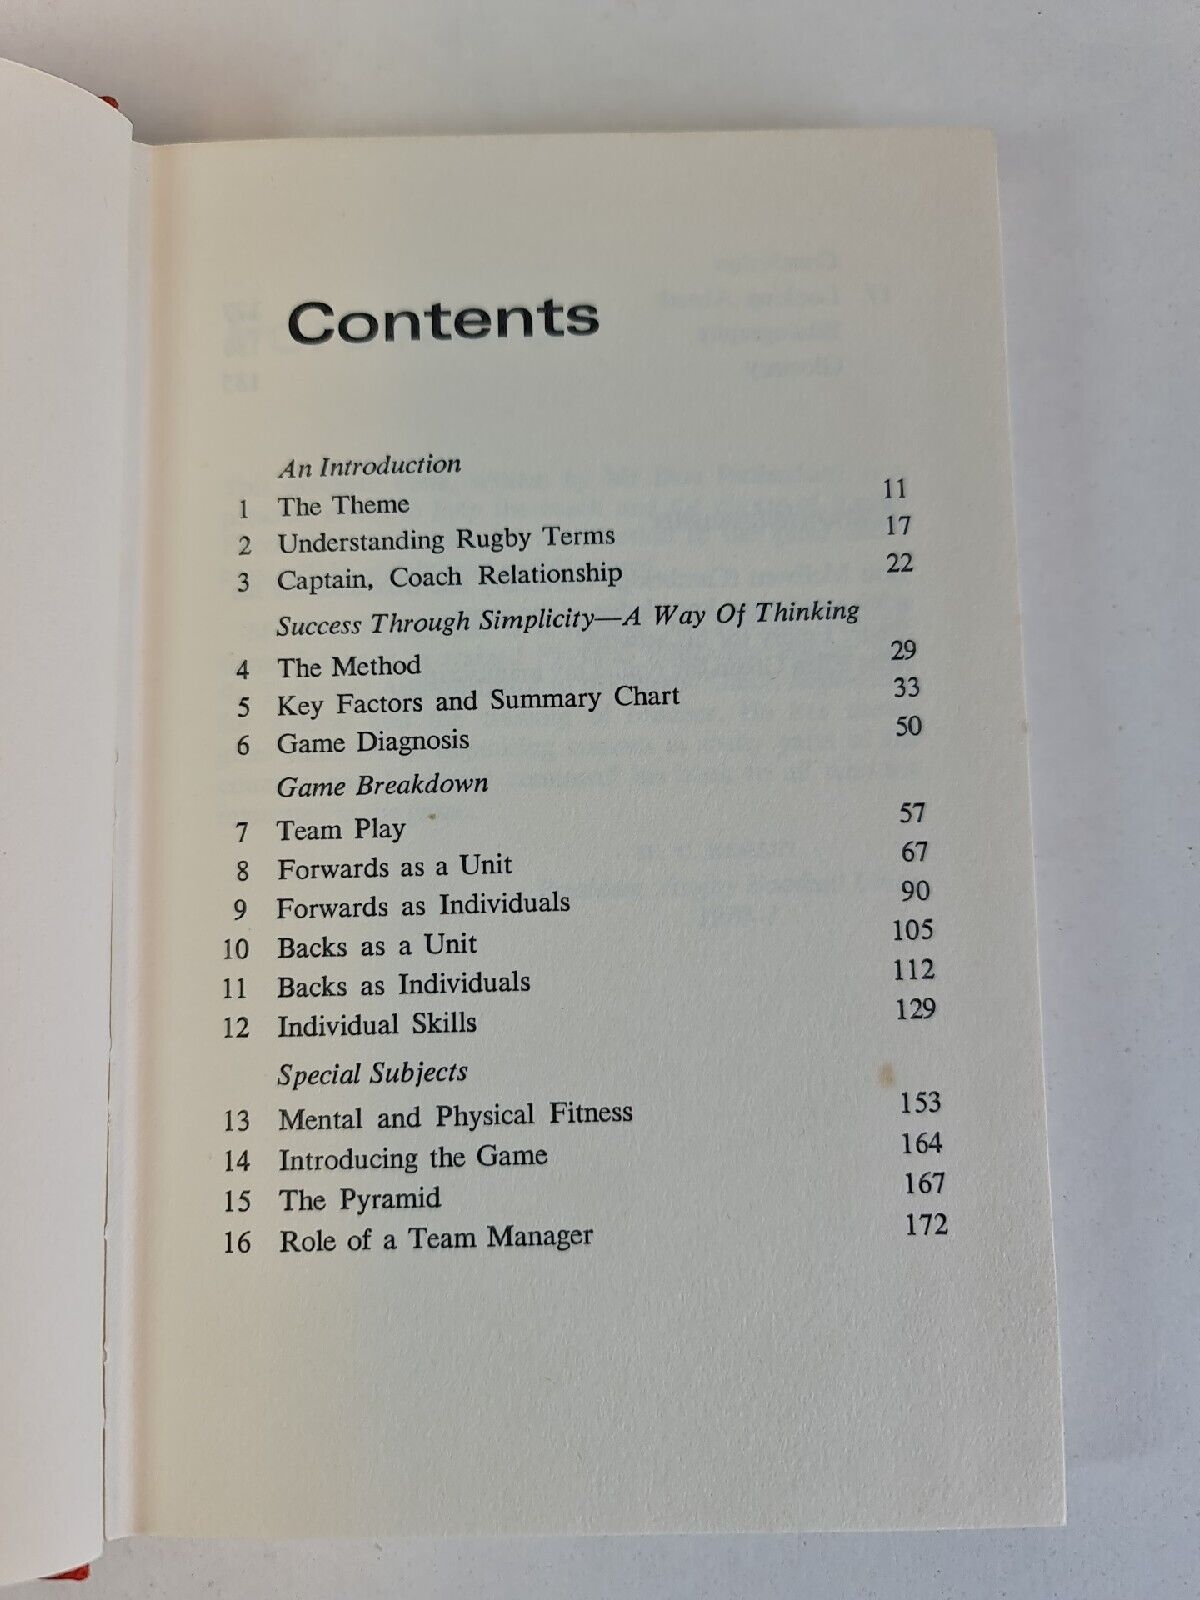 Contents
An Introduction
1 The Theme 11
2 Understanding Rugby Terms 17
3 Captain, Coach Relationship 22
Success Through Simplicity—A Way Of Thinking
4 The Method 29
5 Key Factors and Summary Chart 33
6 Game Diagnosis 50
Game Breakdown
7 Team Play 57
8 Forwards as a Unit 67
9 Forwards as Individuals 90
10 Backs as a Unit 105
11 Backs as Individuals 112
12 Individual Skills 129
Special Subjects
13 Mental and Physical Fitness 153
14 Introducing the Game 164
15 The Pyramid 167
16 Role of a Team Manager 172